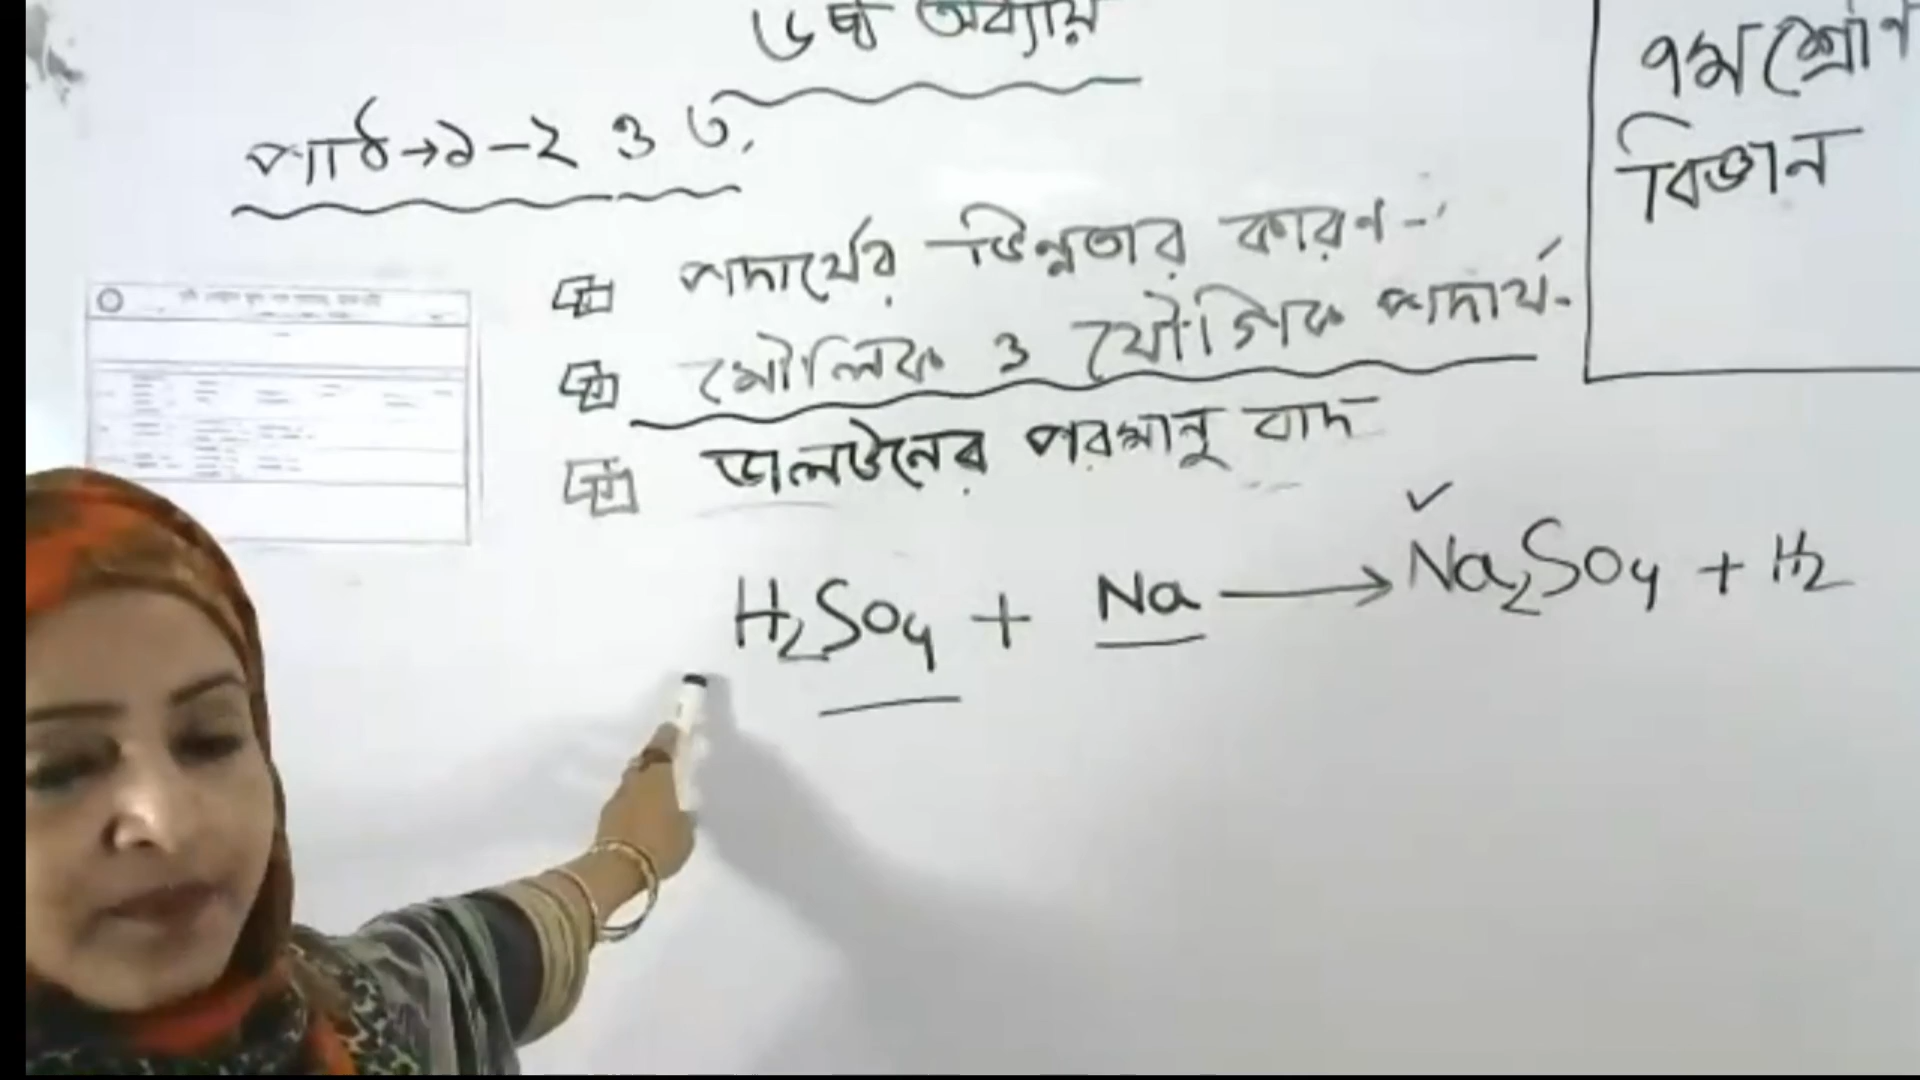 ৬ষ্ঠ অধ্যায়
৭ম শ্রেণি
বিজ্ঞান
পাঠ→১-২ ও ৩.
পদার্থের ভিন্নতার কারণ-
মৌলিক ও যৌগিক পদার্থ-
ডালটনের পরমানু বাদ
H₂SO₄ + Na ⟶ Na₂SO₄ + H₂